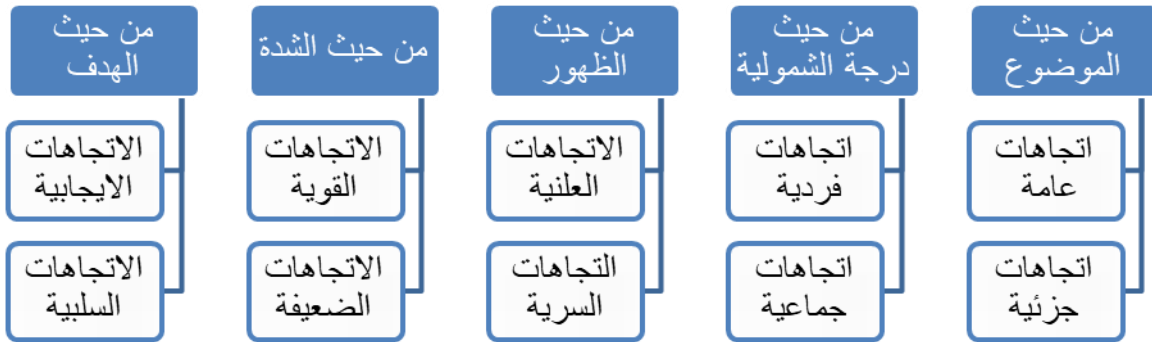 من حيث
الموضوع
اتجاهات
عامة
اتجاهات
جزئية
من حيث
درجة الشمولية
اتجاهات
فردية
اتجاهات
جماعية
من حيث
الظهور
الاتجاهات
العلنية
التجاهات
السرية
من حيث الشدة
الاتجاهات
القوية
الاتجاهات
الضعيفة
من حيث
الهدف
الاتجاهات
الايجابية
الاتجاهات
السلبية